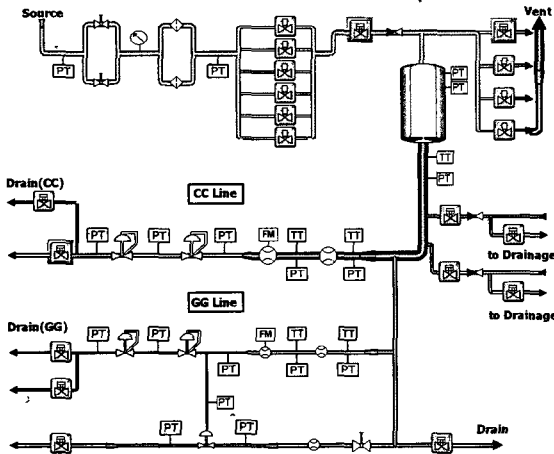 Source
Vent
PT
PT
PT
PT
TT
PT
Drain(CC)
CC Line
PT
PT
PT
FM
TT
TT
PT
PT
to Drainage
to Drainage
GG Line
Drain(GG)
PT
PT
FM
TT
TT
PT
PT
PT
PT
PT
PT
Drain